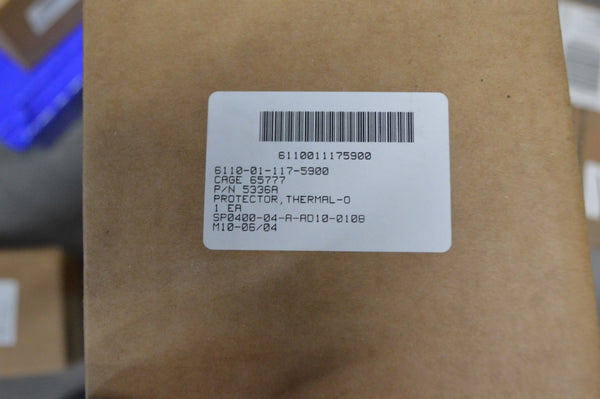 6110011175900
6110-01-117-5900
CAGE 65777
P/N 5336A
PROTECTOR,THERMAL-O
1 EA
SP0400-04-A-AD10-0108
M10-06/04